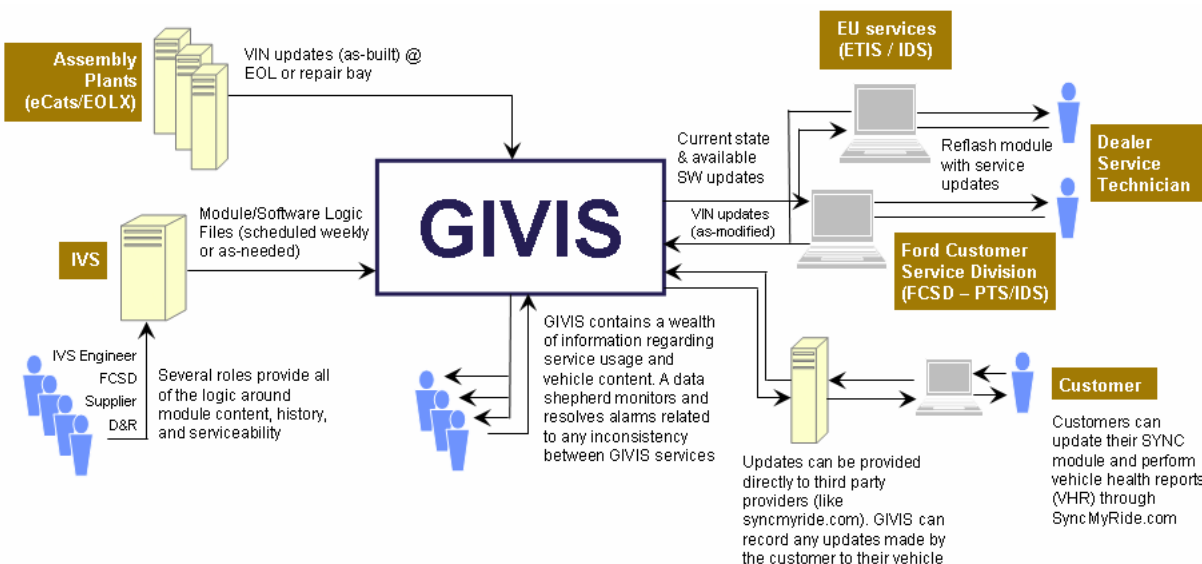 Assembly
Plants
(eCats/EOLX)
VIN updates (as-built) @
EOL or repair bay
EU services
(ETIS / IDS)
Current state
& available
SW updates
Reflash module
with service
updates
Dealer
Service
Technician
VIN updates
(as-modified)
Ford Customer
Service Division
(FCSD – PTS/IDS)
GIVIS
IVS
Module/Software Logic
Files (scheduled weekly
or as-needed)
IVS Engineer
FCSD
Supplier
D&R
Several roles provide all
of the logic around
module content, history,
and serviceability
GIVIS contains a wealth
of information regarding
service usage and
vehicle content. A data
shepherd monitors and
resolves alarms related
to any inconsistency
between GIVIS services
Updates can be provided
directly to third party
providers (like
syncmyride.com). GIVIS can
record any updates made by
the customer to their vehicle
Customer
Customers can
update their SYNC
module and perform
vehicle health reports
(VHR) through
SyncMyRide.com